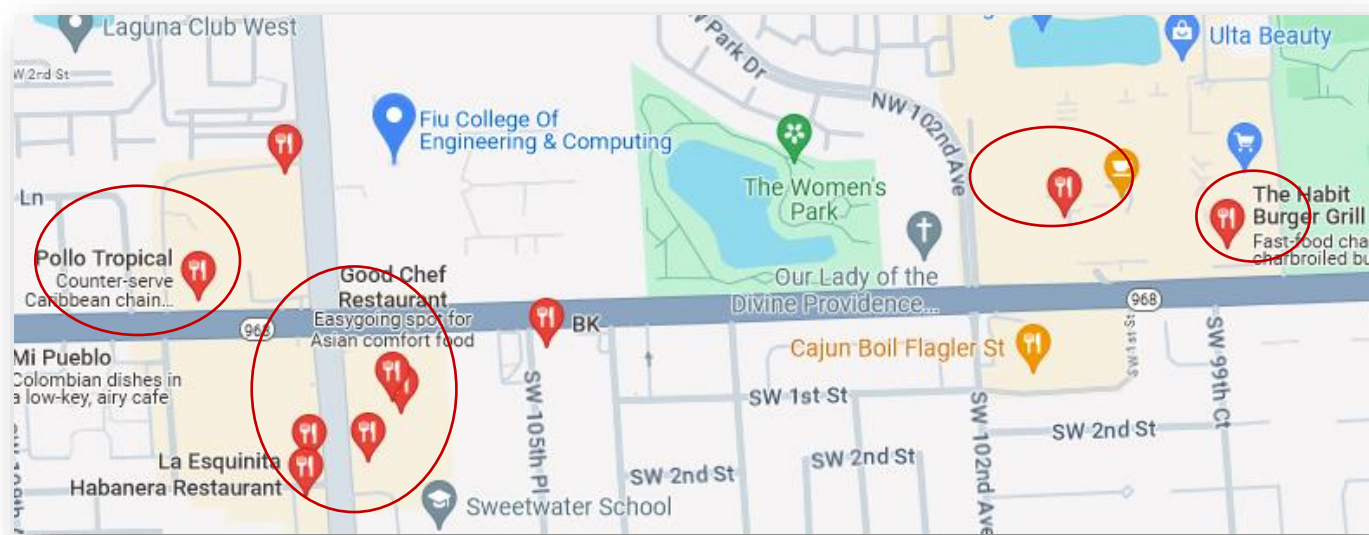 Laguna Club West
W 2nd St
Fiu College Of
Engineering & Computing
Park Dr
NW 102nd Ave
Ulta Beauty
The Women's
Park
Ln
Pollo Tropical
Counter-serve
Caribbean chain...
Good Chef
Restaurant
Easygoing spot for
Asian comfort food
Our Lady of the
Divine Providence...
The Habit
Burger Grill
Fast-food cha
charbroiled bu
968
968
BK
Mi Pueblo
Colombian dishes in
a low-key, airy cafe
Cajun Boil Flagler St
SW 1st St
SW 1st St
SW 99th Ct
SW 105th Pl
SW 102nd Ave
La Esquinita
Habanera Restaurant
SW 2nd St
SW 2nd St
SW 2nd St
Sweetwater School